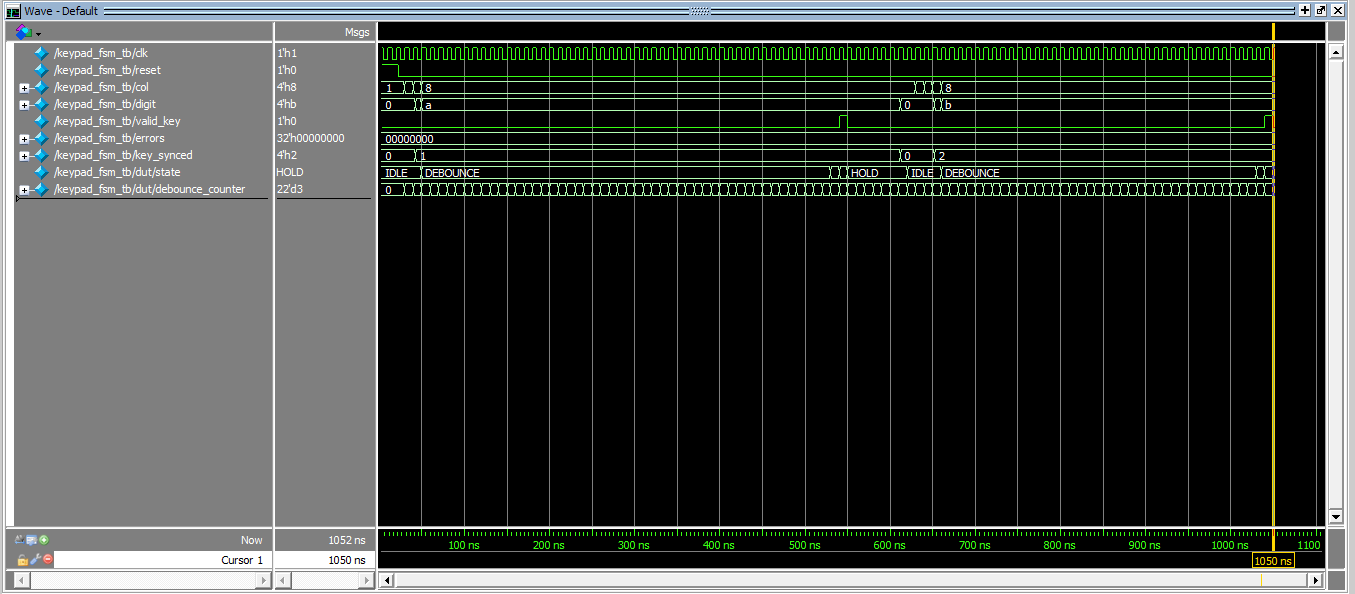 Wave - Default
Msgs
/keypad_fsm_tb/clk 1'h1
/keypad_fsm_tb/reset 1'h0
/keypad_fsm_tb/col 4'h8 1 8 8
/keypad_fsm_tb/digit 4'hb 0 a 0 b
/keypad_fsm_tb/valid_key 1'h0
/keypad_fsm_tb/errors 32'h00000000 00000000
/keypad_fsm_tb/key_synced 4'h2 0 1 0 2
/keypad_fsm_tb/dut/state HOLD IDLE DEBOUNCE HOLD IDLE DEBOUNCE
/keypad_fsm_tb/dut/debounce_counter 22'd3 0
Now 1052 ns 100 ns 200 ns 300 ns 400 ns 500 ns 600 ns 700 ns 800 ns 900 ns 1000 ns 1100
Cursor 1 1050 ns 1050 ns